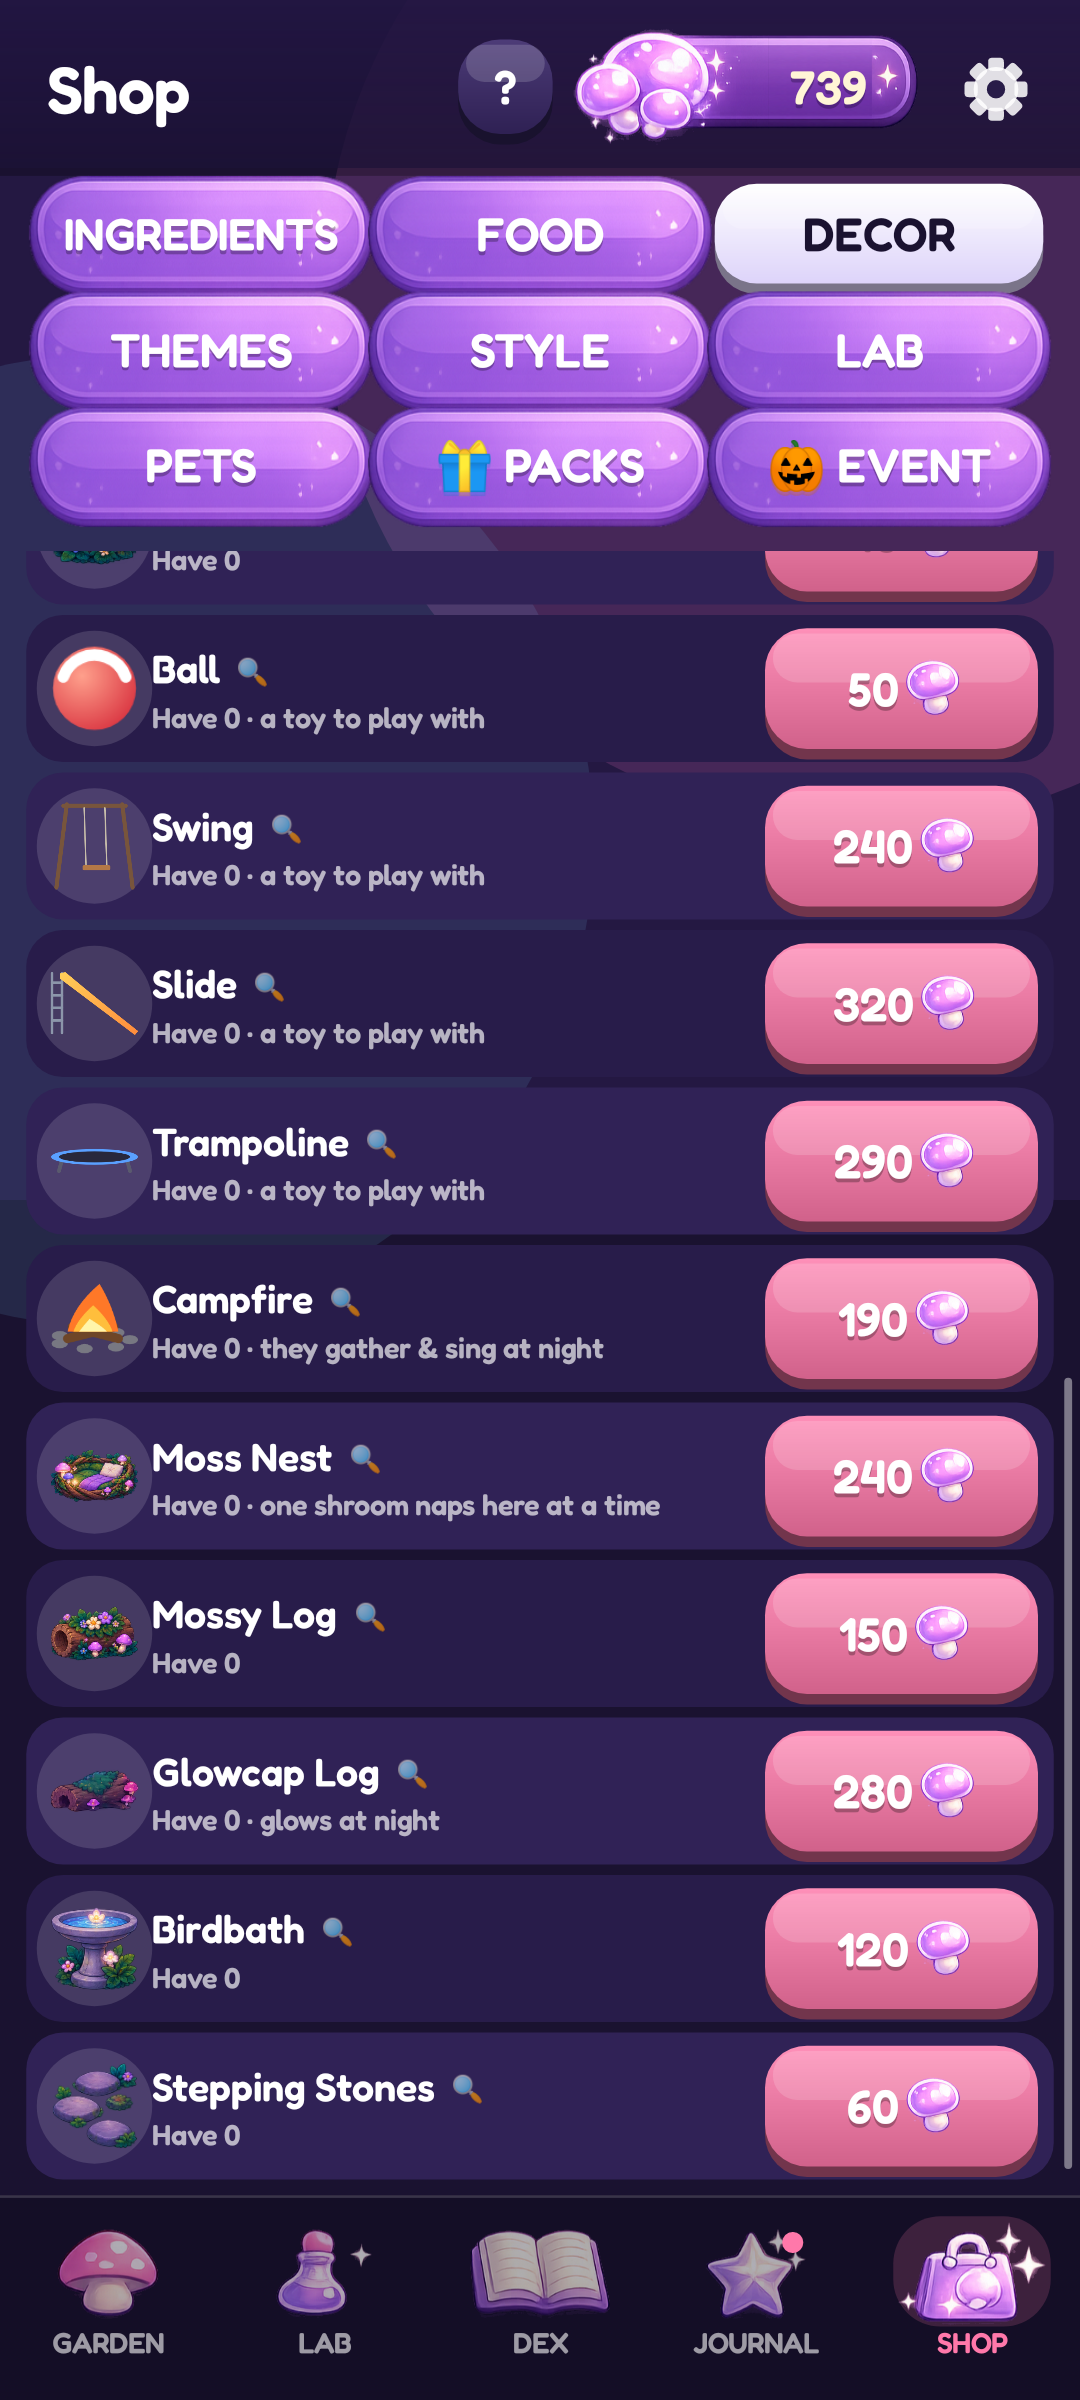 Shop
?
739
INGREDIENTS
FOOD
DECOR
THEMES
STYLE
LAB
PETS
PACKS
EVENT
Have 0
Ball
Have 0 · a toy to play with
50
Swing
Have 0 · a toy to play with
240
Slide
Have 0 · a toy to play with
320
Trampoline
Have 0 · a toy to play with
290
Campfire
Have 0 · they gather & sing at night
190
Moss Nest
Have 0 · one shroom naps here at a time
240
Mossy Log
Have 0
150
Glowcap Log
Have 0 · glows at night
280
Birdbath
Have 0
120
Stepping Stones
Have 0
60
GARDEN
LAB
DEX
JOURNAL
SHOP